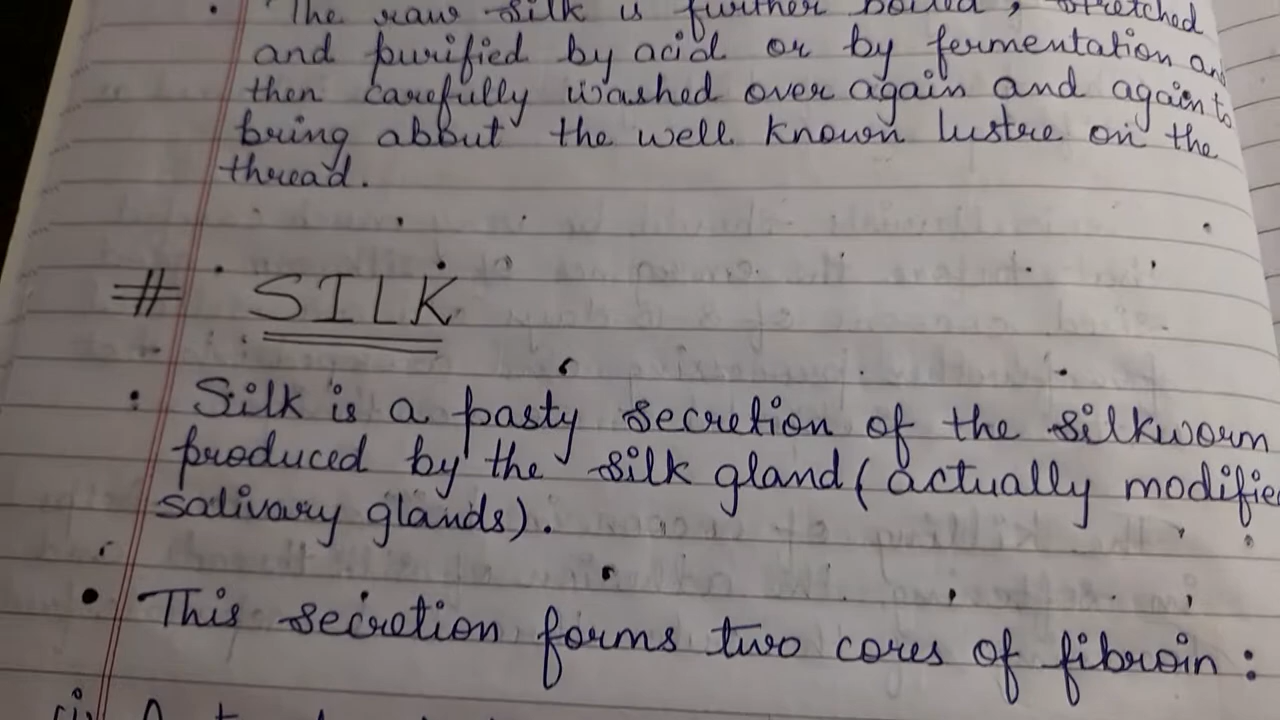 • The raw silk is further boiled, stretched
and purified by acid or by fermentation and
then carefully washed over again and again to
bring about the well known lustre on the
thread.
# SILK
• Silk is a pasty secretion of the silkworm
produced by the silk gland (actually modifie
salivary glands).
• This secretion forms two cores of fibroin: